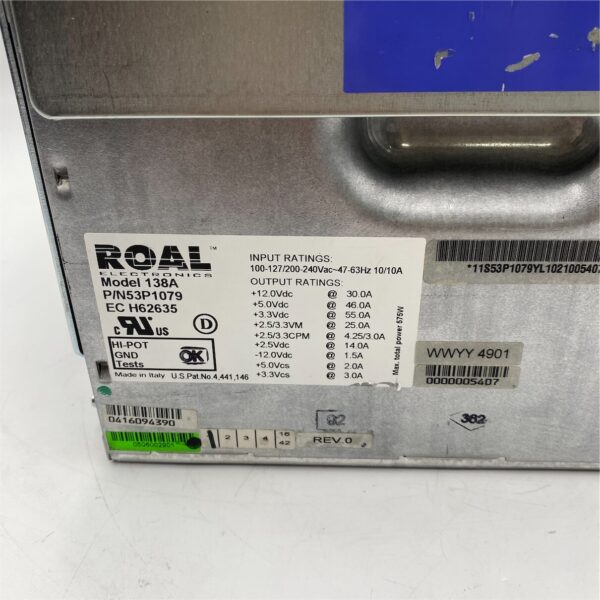 ROAL™
ELECTRONICS
Model 138A
P/N53P1079
EC H62635
c RU US
D
HI-POT
GND
Tests
OK
Made in Italy U.S.Pat.No.4,441,146
INPUT RATINGS:
100-127/200-240Vac~47-63Hz 10/10A
OUTPUT RATINGS:
+12.0Vdc @ 30.0A
+5.0Vdc @ 46.0A
+3.3Vdc @ 55.0A
+2.5/3.3VM @ 25.0A
+2.5/3.3CPM @ 4.25/3.0A
+2.5Vdc @ 14.0A
-12.0Vdc @ 1.5A
+5.0Vcs @ 2.0A
+3.3Vcs @ 3.0A
Max. total power 575W
*11S53P1079YL1021005407
WWYY 4901
0000005407
0416094390
0506002901
2 3 4 16
42
REV.0
92
362